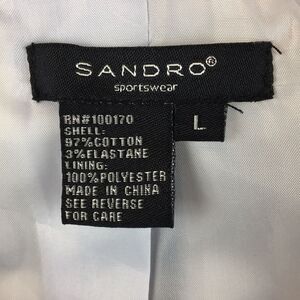 SANDRO®
sportswear
L
RN#100170
SHELL:
97%COTTON
3%ELASTANE
LINING:
100%POLYESTER
MADE IN CHINA
SEE REVERSE
FOR CARE